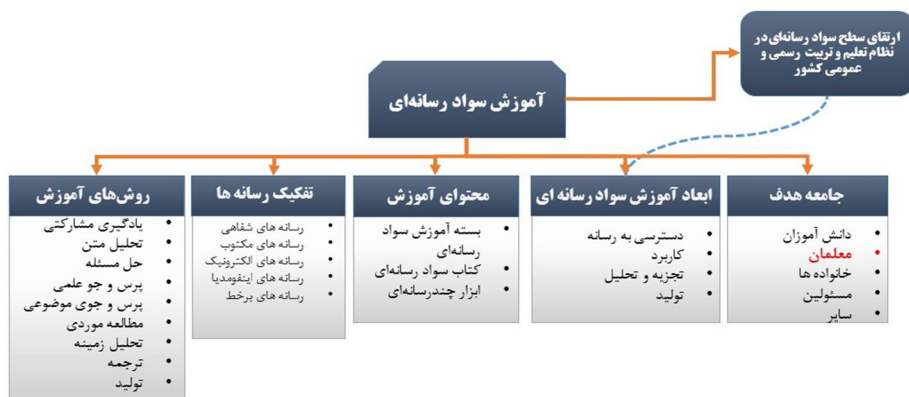 ارتقای سطح سواد رسانه‌ای در
نظام تعلیم و تربیت رسمی و
عمومی کشور
آموزش سواد رسانه‌ای
جامعه هدف
• دانش آموزان
• معلمان
• خانواده ها
• مسئولین
• سایر
ابعاد آموزش سواد رسانه ای
• دسترسی به رسانه
• کاربرد
• تجزیه و تحلیل
• تولید
محتوای آموزش
• بسته آموزش سواد
رسانه‌ای
• کتاب سواد رسانه‌ای
• ابزار چندرسانه‌ای
تفکیک رسانه ها
• رسانه های شفاهی
• رسانه های مکتوب
• رسانه های الکترونیک
• رسانه های اینفومدیا
• رسانه های برخط
روش‌های آموزش
• یادگیری مشارکتی
• تحلیل متن
• حل مسئله
• پرس و جو علمی
• پرس و جوی موضوعی
• مطالعه موردی
• تحلیل زمینه
• ترجمه
• تولید